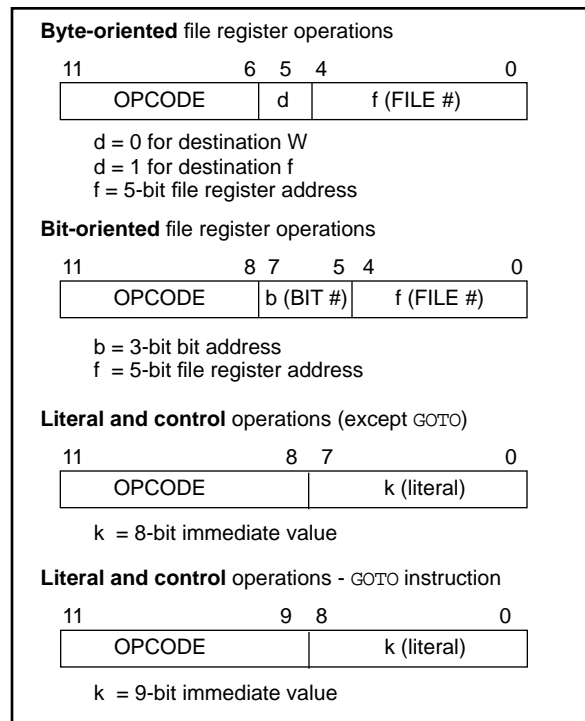 Byte-oriented file register operations
11 6 5 4 0
OPCODE d f (FILE #)
d = 0 for destination W
d = 1 for destination f
f = 5-bit file register address
Bit-oriented file register operations
11 8 7 5 4 0
OPCODE b (BIT #) f (FILE #)
b = 3-bit bit address
f = 5-bit file register address
Literal and control operations (except GOTO)
11 8 7 0
OPCODE k (literal)
k = 8-bit immediate value
Literal and control operations - GOTO instruction
11 9 8 0
OPCODE k (literal)
k = 9-bit immediate value